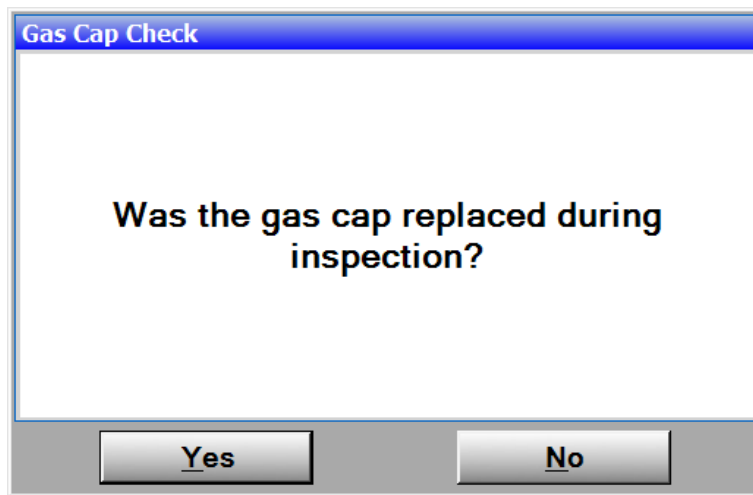 Gas Cap Check
Was the gas cap replaced during
inspection?
Yes
No